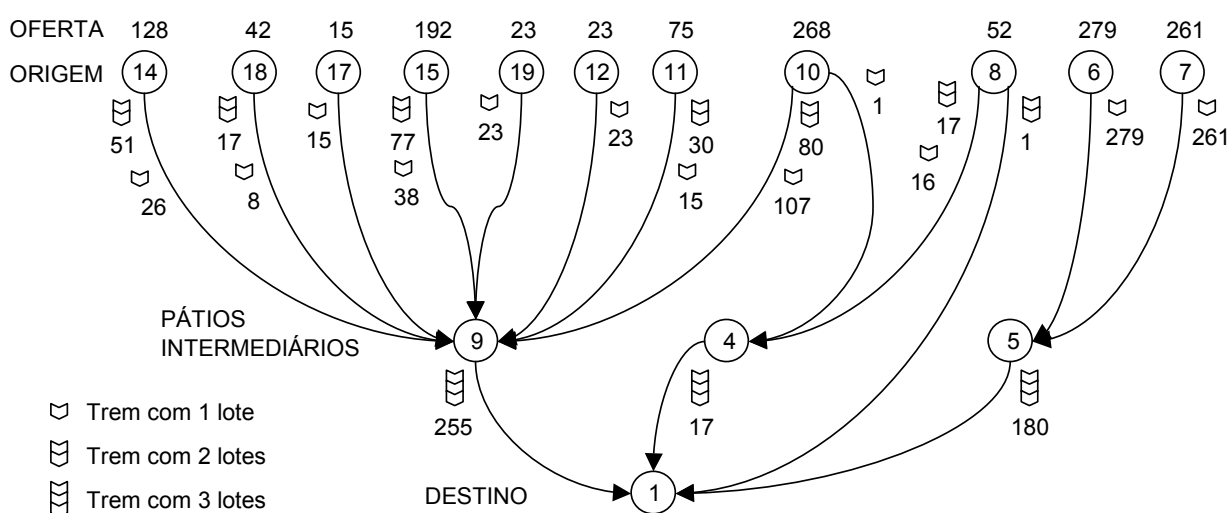 OFERTA 128 42 15 192 23 23 75 268 52 279 261
ORIGEM 14 18 17 15 19 12 11 10 8 6 7
51 17 15 77 23 23 30 80 1 17 1 279 261
26 8 38 15 107 16
PÁTIOS
INTERMEDIÁRIOS
9 4 5
255 17 180
Trem com 1 lote
Trem com 2 lotes
Trem com 3 lotes
DESTINO 1